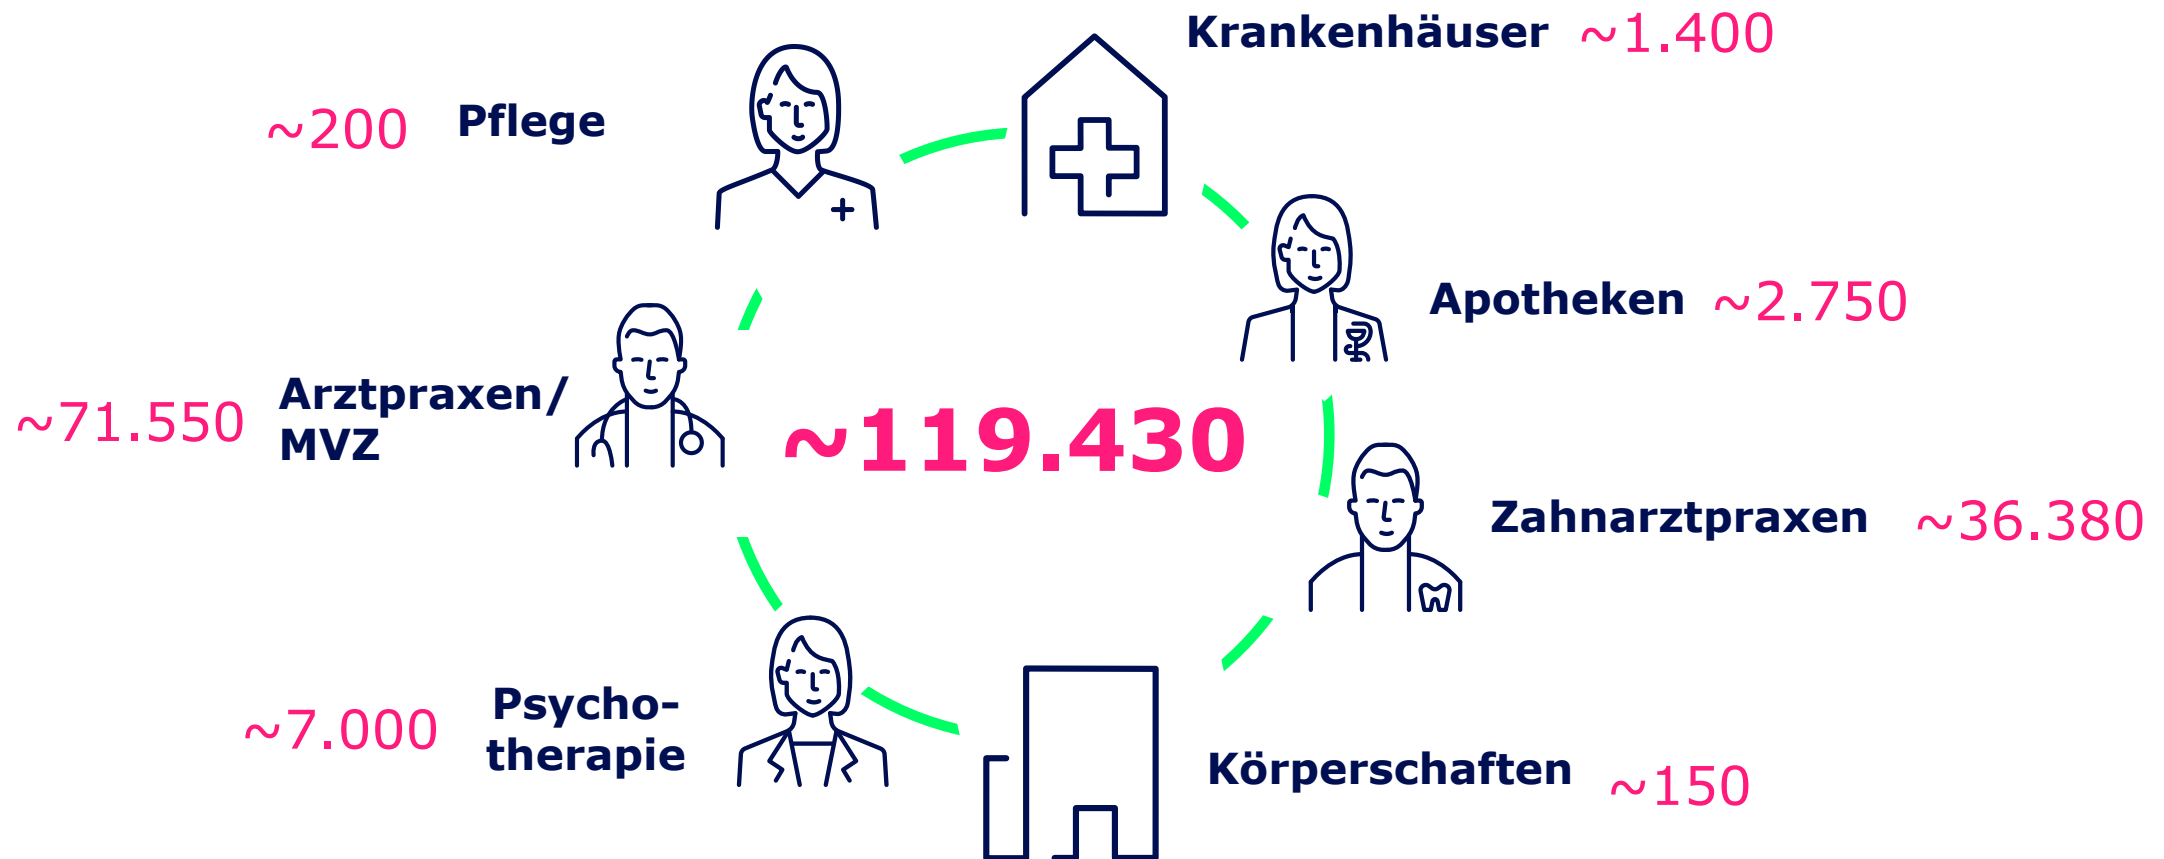 Krankenhäuser ~1.400
~200 Pflege
Apotheken ~2.750
~71.550 Arztpraxen/
MVZ
~119.430
Zahnarztpraxen ~36.380
~7.000 Psycho-
therapie
Körperschaften ~150